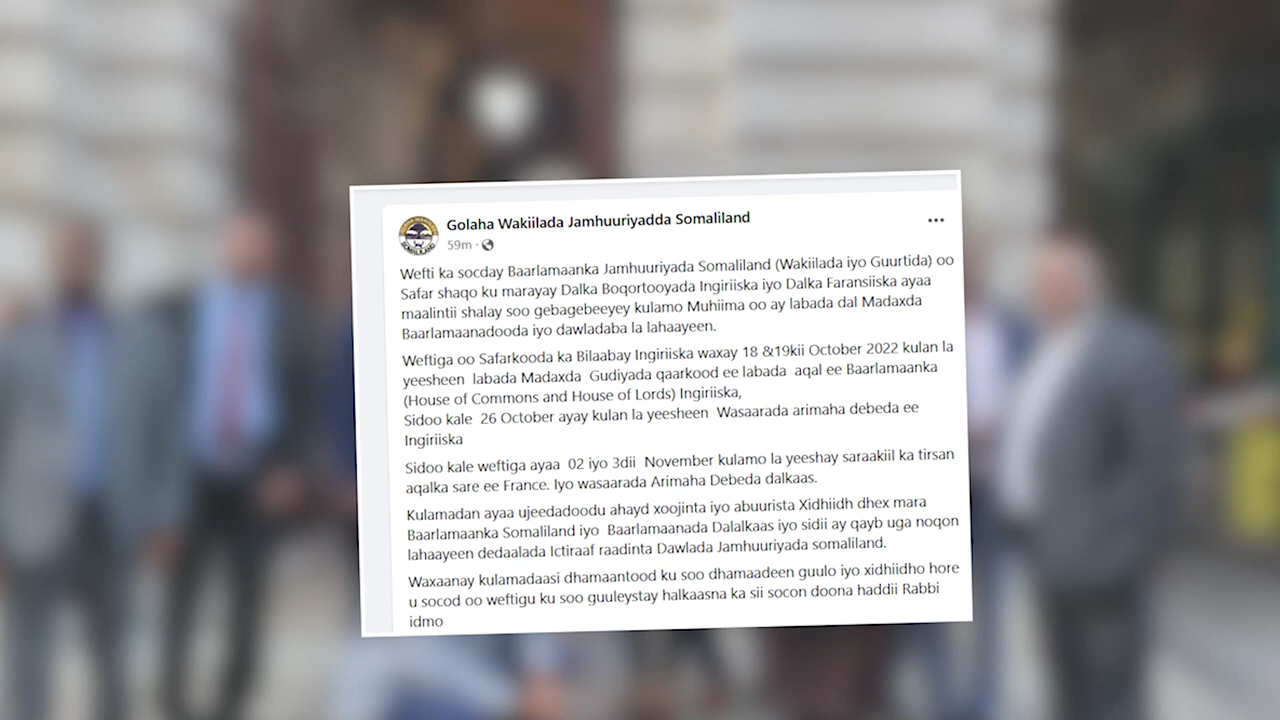 Golaha Wakiilada Jamhuuriyadda Somaliland
59m ·
Wefti ka socday Baarlamaanka Jamhuuriyada Somaliland (Wakiilada iyo Guurtida) oo
Safar shaqo ku marayay Dalka Boqortooyada Ingiriiska iyo Dalka Faransiiska ayaa
maalintii shalay soo gebagebeeyey kulamo Muhiima oo ay labada dal Madaxda
Baarlamaanadooda iyo dawladaba la lahaayeen.
Weftiga oo Safarkooda ka Bilaabay Ingiriiska waxay 18 &19kii October 2022 kulan la
yeesheen labada Madaxda Gudiyada qaarkood ee labada aqal ee Baarlamaanka
(House of Commons and House of Lords) Ingiriiska,
Sidoo kale 26 October ayay kulan la yeesheen Wasaarada arimaha debeda ee
Ingiriiska
Sidoo kale weftiga ayaa 02 iyo 3dii November kulamo la yeeshay saraakiil ka tirsan
aqalka sare ee France. Iyo wasaarada Arimaha Debeda dalkaas.
Kulamadan ayaa ujeedadoodu ahayd xoojinta iyo abuurista Xidhiidh dhex mara
Baarlamaanka Somaliland iyo Baarlamaanada Dalalkaas iyo sidii ay qayb uga noqon
lahaayeen dedaalada Ictiraaf raadinta Dawlada Jamhuuriyada somaliland.
Waxaanay kulamadaasi dhamaantood ku soo dhamaadeen guulo iyo xidhiidho hore
u socod oo weftigu ku soo guuleystay halkaasna ka sii socon doona haddii Rabbi
idmo